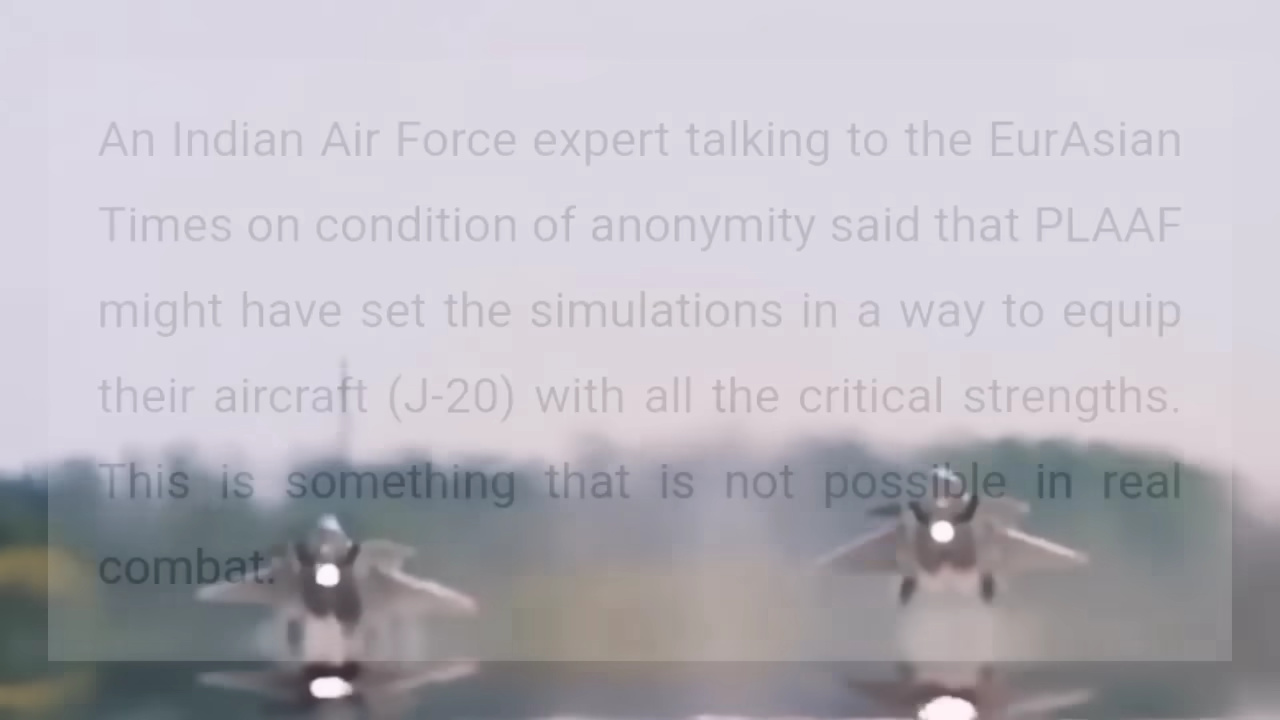 An Indian Air Force expert talking to the EurAsian
Times on condition of anonymity said that PLAAF
might have set the simulations in a way to equip
their aircraft (J-20) with all the critical strengths.
This is something that is not possible in real
combat.